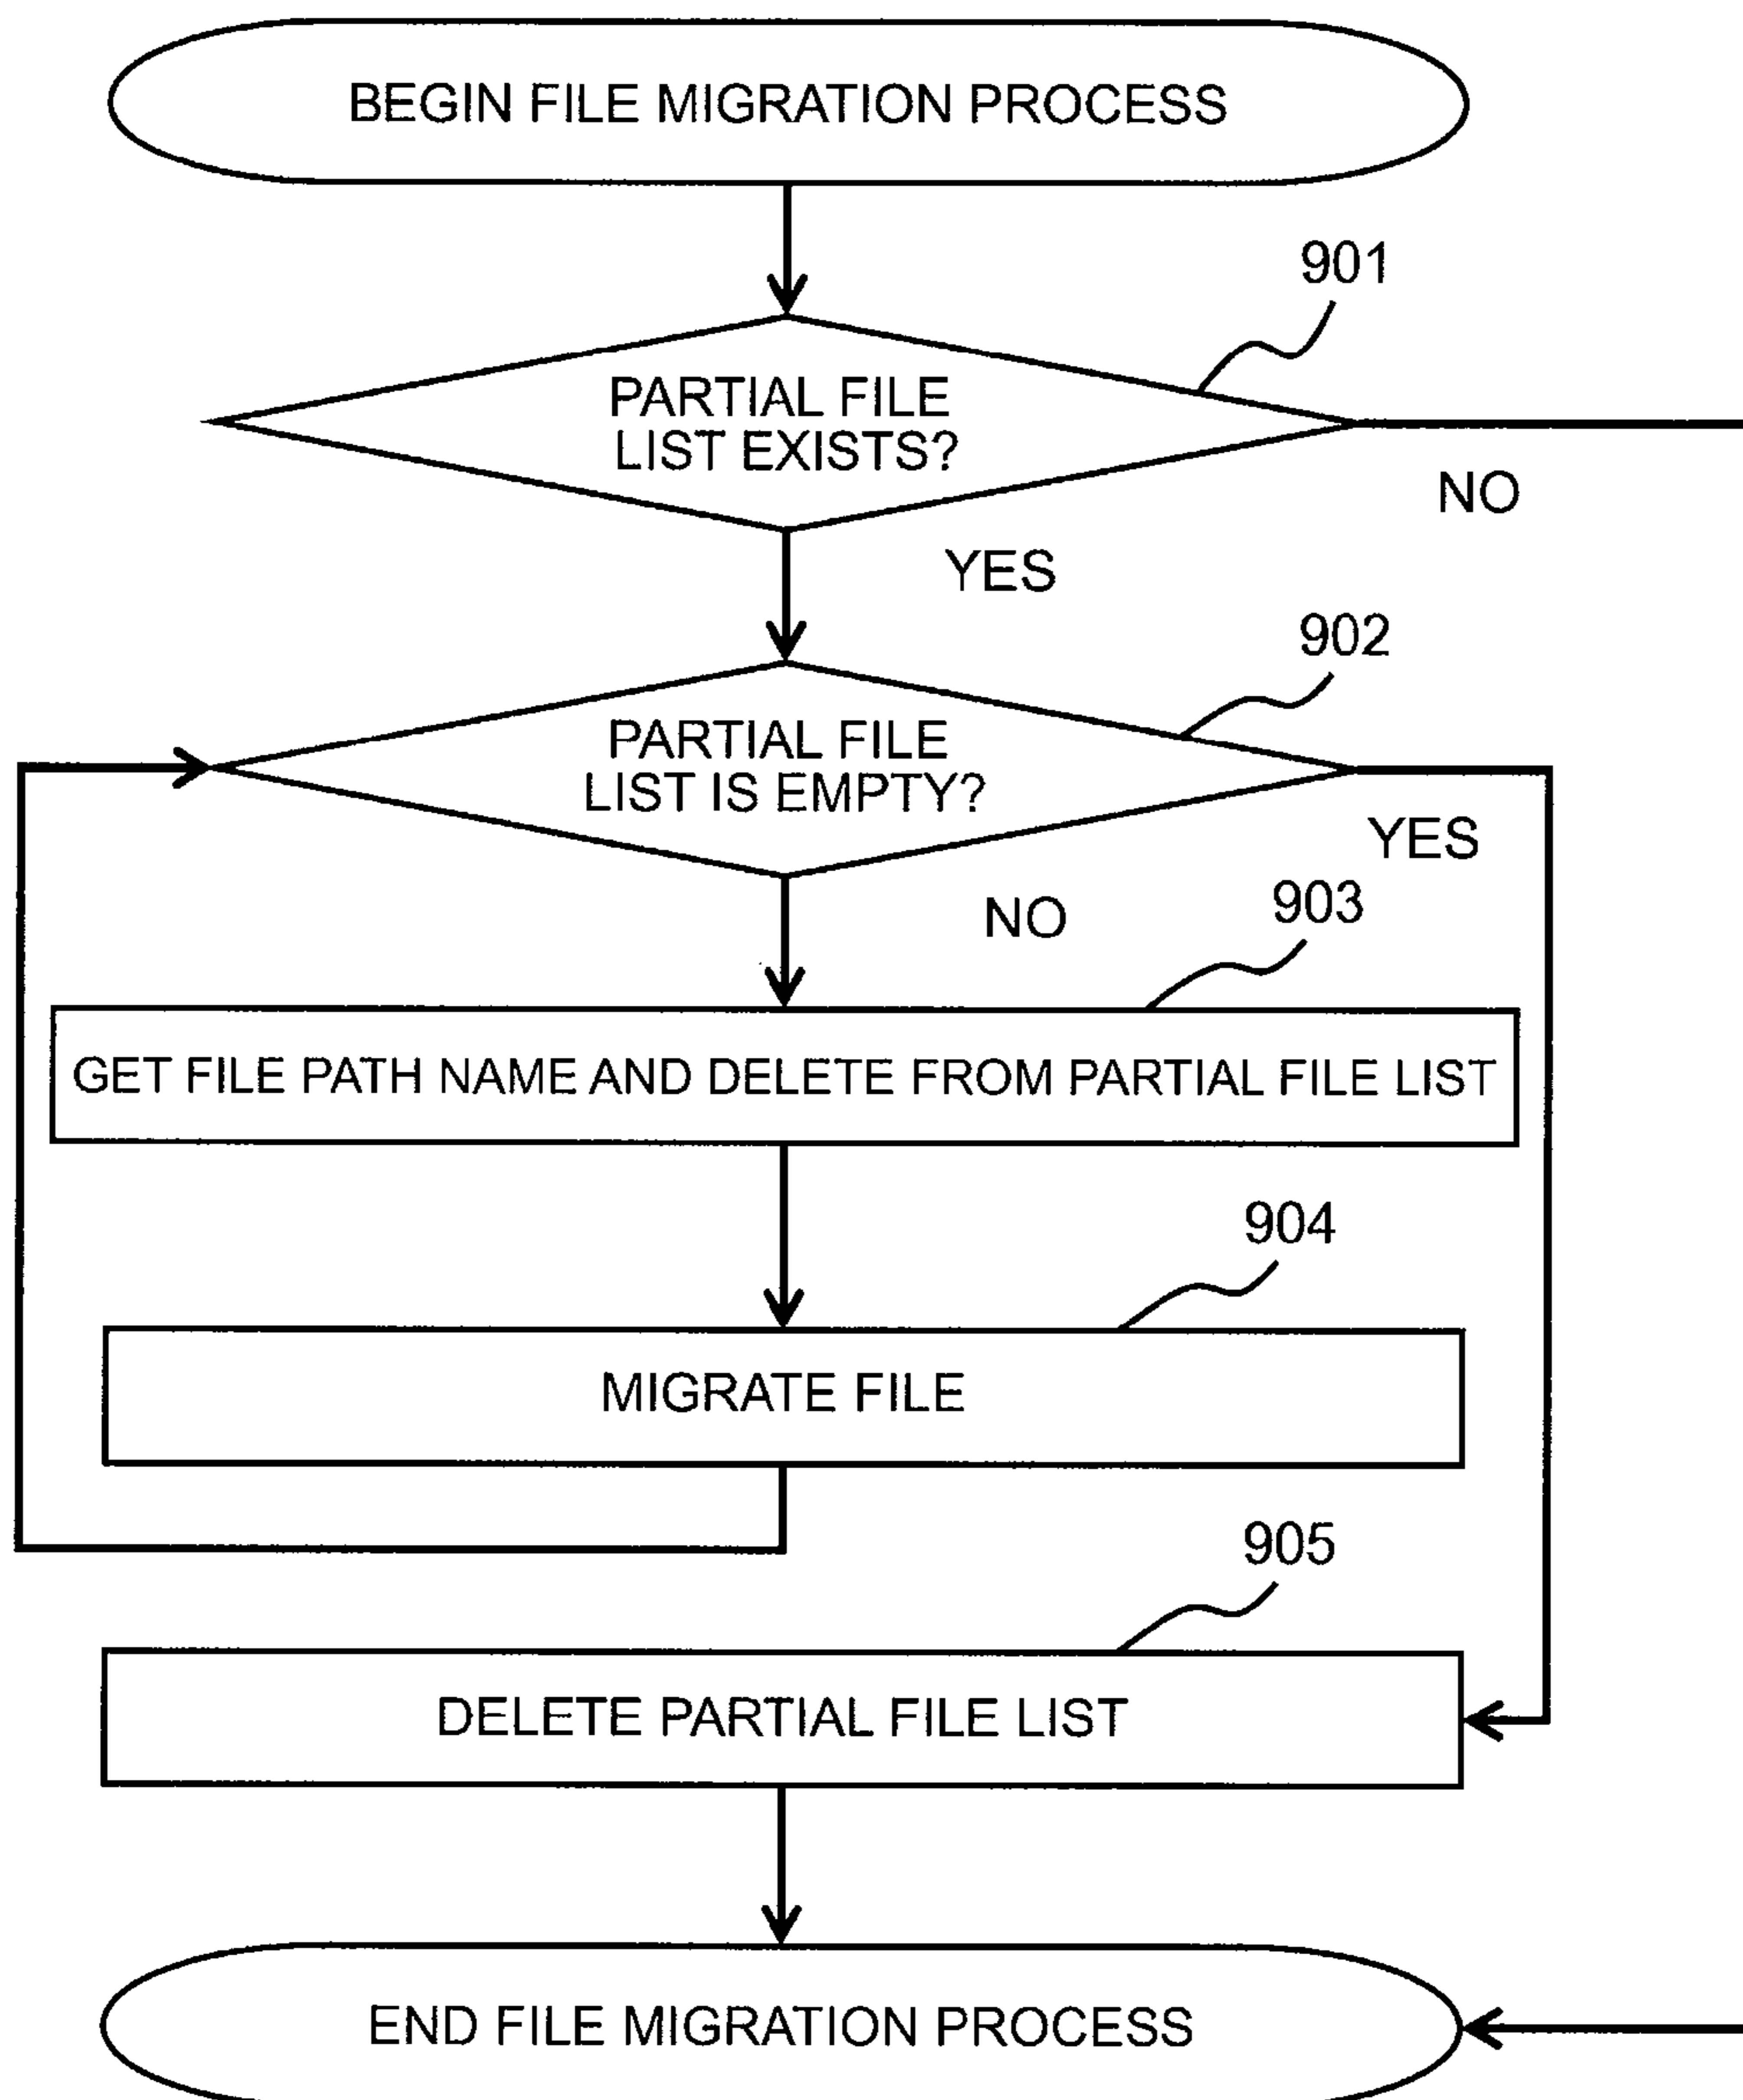 BEGIN FILE MIGRATION PROCESS
901
PARTIAL FILE
LIST EXISTS?
NO
YES
902
PARTIAL FILE
LIST IS EMPTY?
YES
NO
903
GET FILE PATH NAME AND DELETE FROM PARTIAL FILE LIST
904
MIGRATE FILE
905
DELETE PARTIAL FILE LIST
END FILE MIGRATION PROCESS